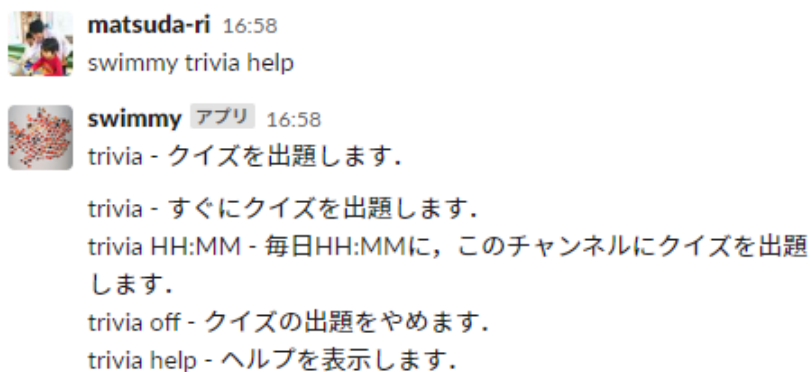 matsuda-ri 16:58
swimmy trivia help
swimmy アプリ 16:58
trivia - クイズを出題します．
trivia - すぐにクイズを出題します．
trivia HH:MM - 毎日HH:MMに，このチャンネルにクイズを出題
します．
trivia off - クイズの出題をやめます．
trivia help - ヘルプを表示します．